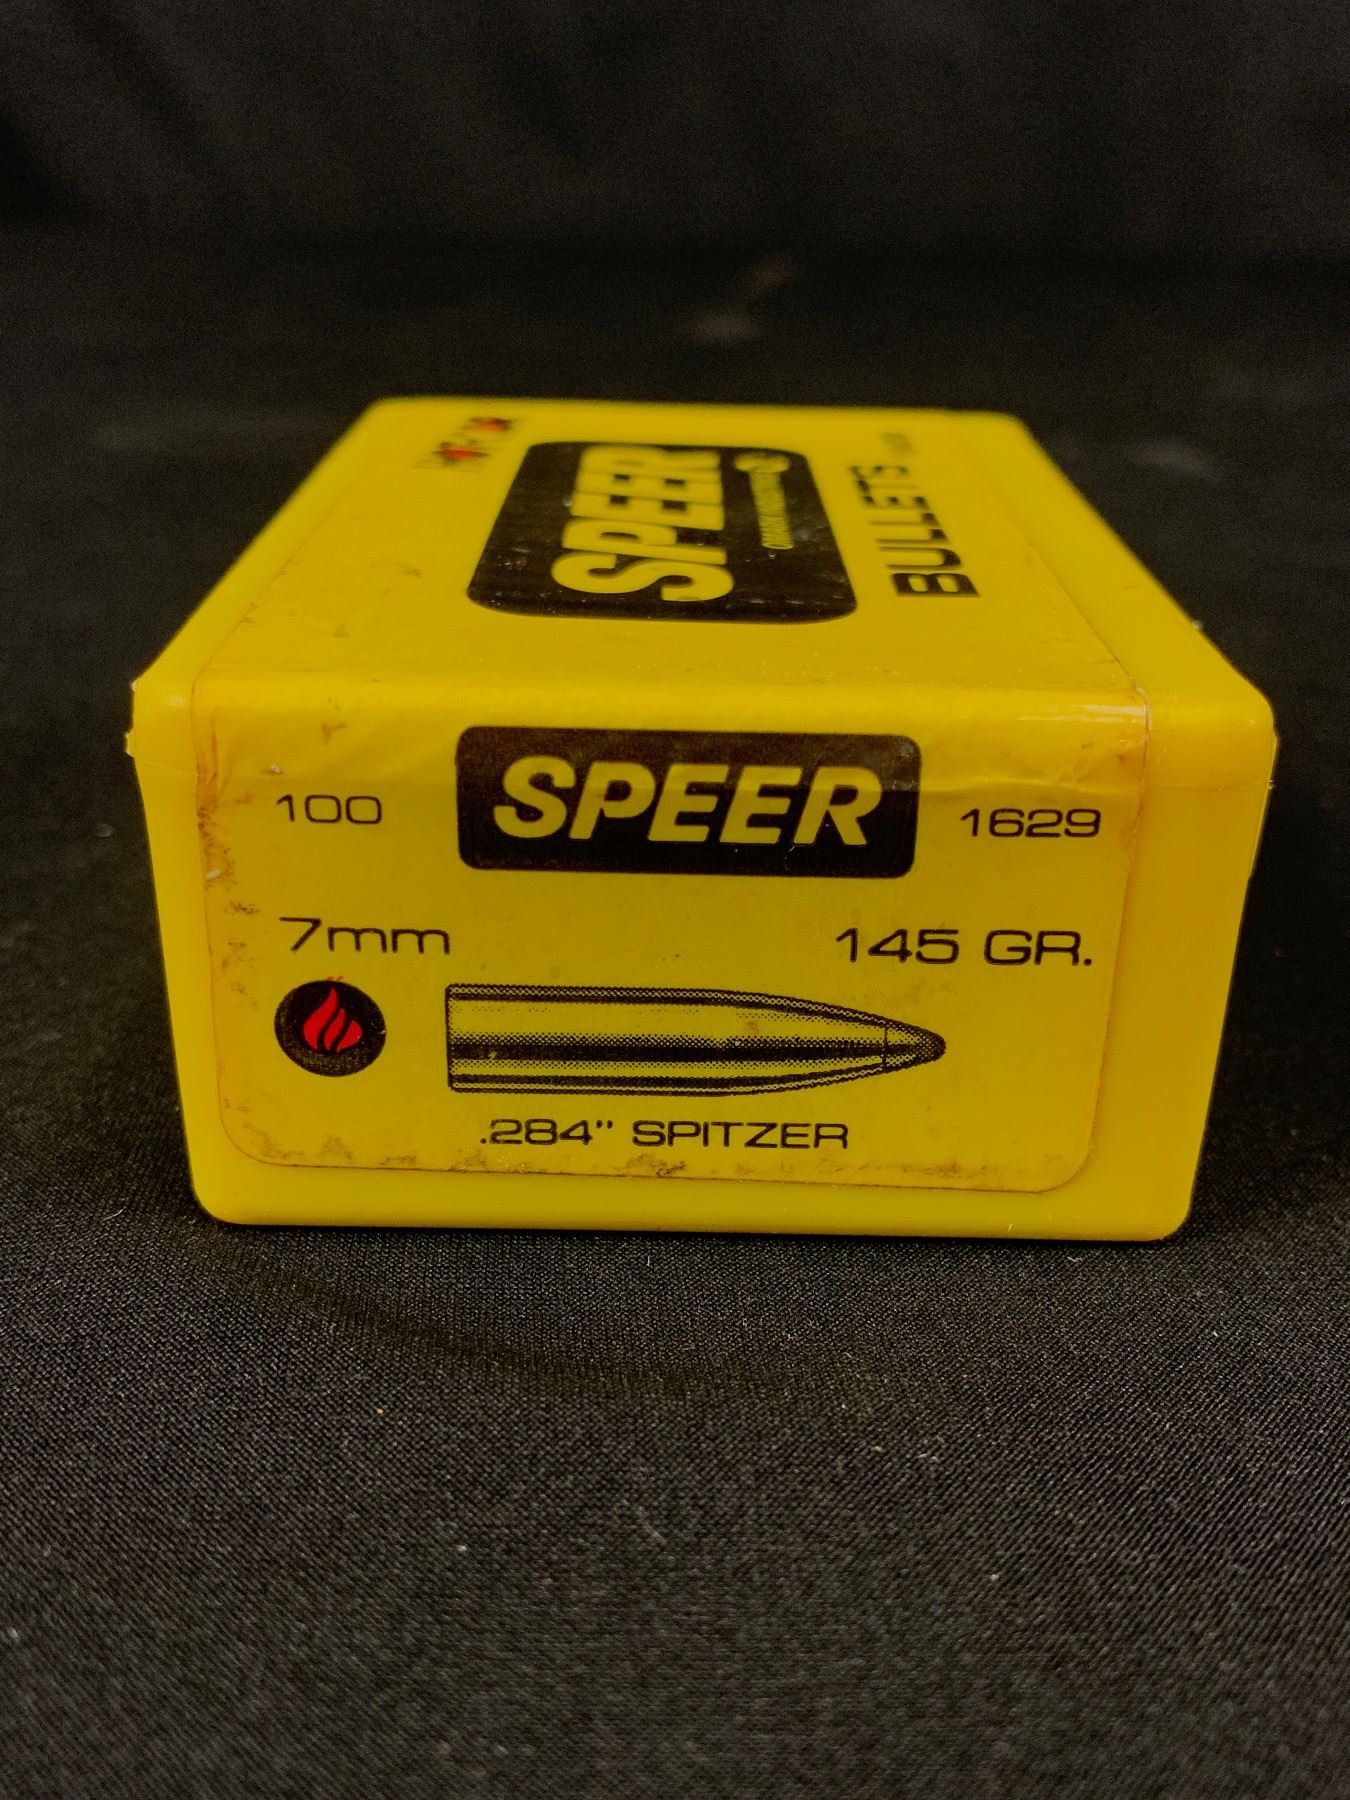 SPEER
BULLETS
100
SPEER
1629
7mm
145 GR.
.284" SPITZER